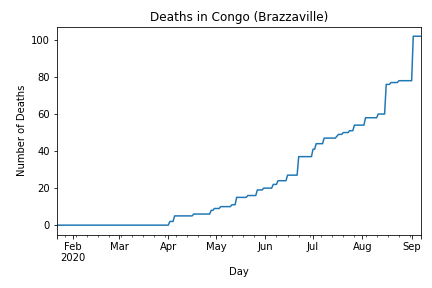 Deaths in Congo (Brazzaville)
100
80
60
40
20
0
Number of Deaths
Feb Mar Apr May Jun Jul Aug Sep
2020
Day